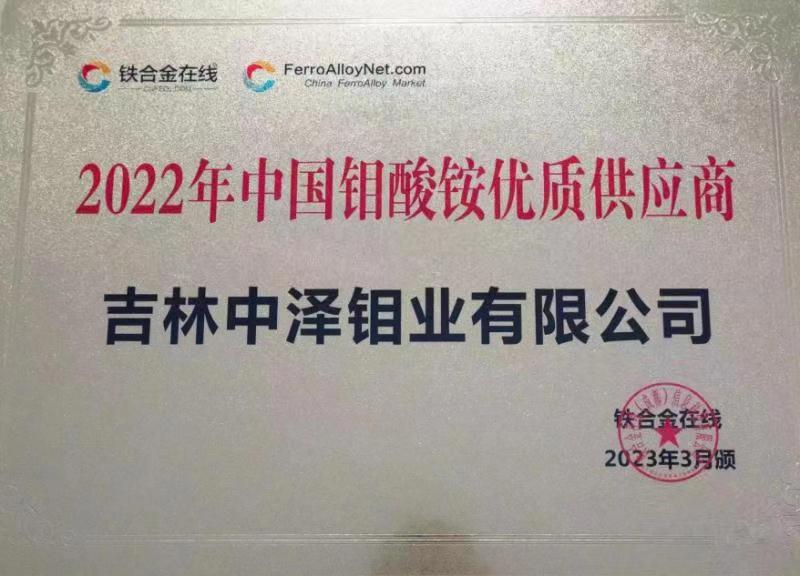 铁合金在线
FerroAlloyNet.com
China FerroAlloy Market
2022年中国钼酸铵优质供应商
吉林中泽钼业有限公司
铁合金在线
2023年3月颁